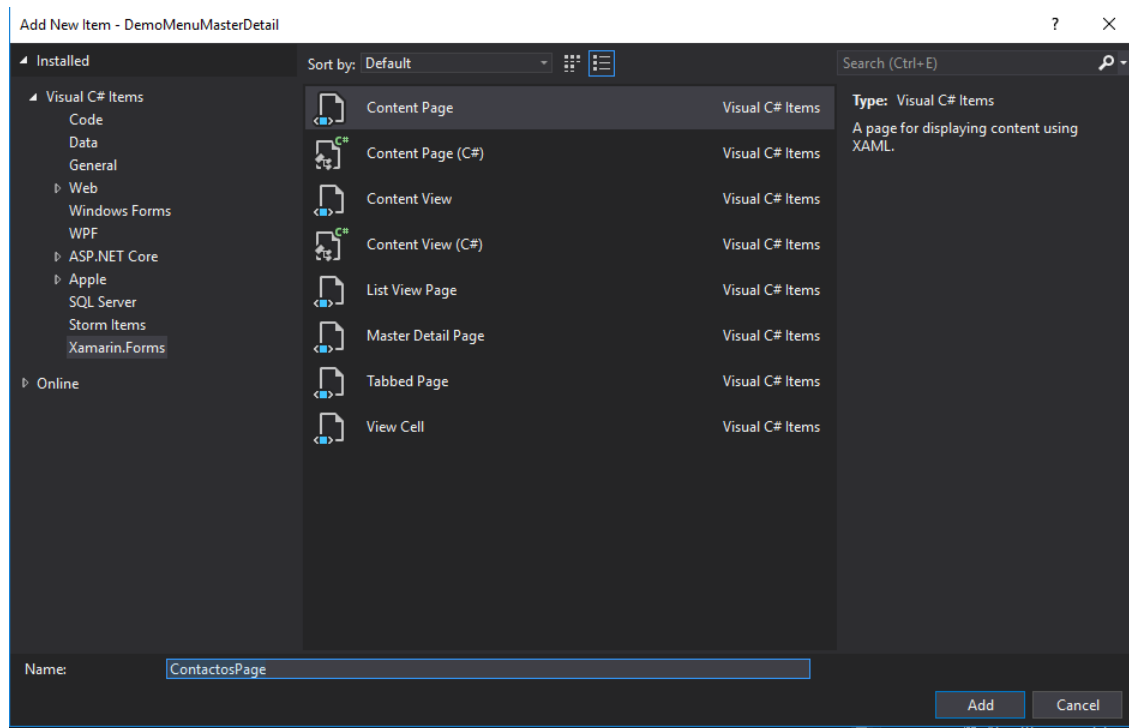 Add New Item - DemoMenuMasterDetail
?
Installed
Visual C# Items
Code
Data
General
Web
Windows Forms
WPF
ASP.NET Core
Apple
SQL Server
Storm Items
Xamarin.Forms
Online
Sort by: Default
Content Page Visual C# Items
C#
Content Page (C#) Visual C# Items
Content View Visual C# Items
C#
Content View (C#) Visual C# Items
List View Page Visual C# Items
Master Detail Page Visual C# Items
Tabbed Page Visual C# Items
View Cell Visual C# Items
Search (Ctrl+E)
Type: Visual C# Items
A page for displaying content using
XAML.
Name: ContactosPage
Add Cancel